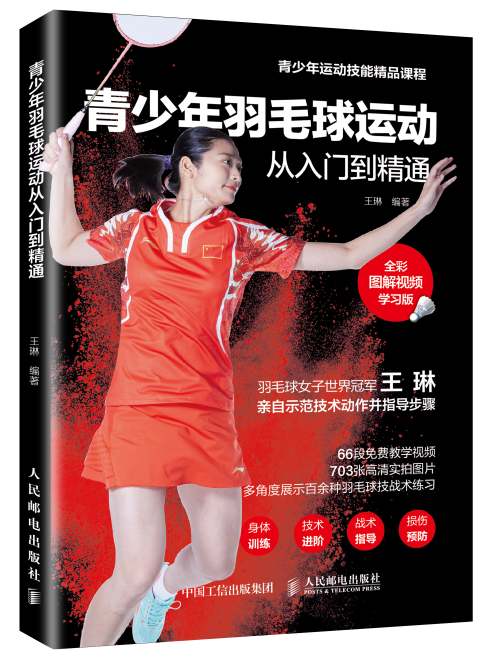 青少年羽毛球运动从入门到精通
王琳 编著
人民邮电出版社
青少年运动技能精品课程
青少年羽毛球运动
从入门到精通
王琳 编著
全彩
图解视频
学习版
羽毛球女子世界冠军 王 琳
亲自示范技术动作并指导步骤
66段免费教学视频
703张高清实拍图片
多角度展示百余种羽毛球技战术练习
身体
训练
技术
进阶
战术
指导
损伤
预防
中国工信出版集团
人民邮电出版社
POSTS & TELECOM PRESS